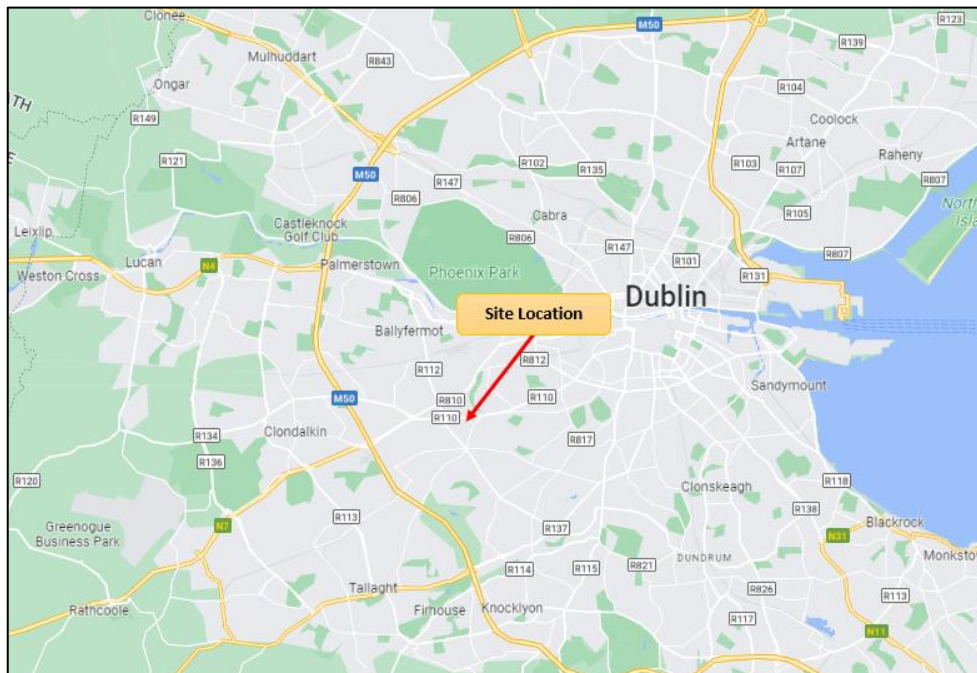 Clonee
M50
R123
R139
Mulhuddart
R843
Ongar
R104
TH
R149
Coolock
Artane
R121
M50
R147
R102
R135
R103
R107
Raheny
R807
R806
R105
Castleknock
Golf Club
Cabra
R806
R147
R807
Leixlip
Lucan
N4
Palmerstown
Phoenix Park
R101
R131
Weston Cross
Site Location
Dublin
Ballyfermot
R112
R812
Sandymount
M50
R810
R110
R110
Clondalkin
R134
R817
R136
R120
Clonskeagh
R118
R138
Greenogue
Business Park
N7
R113
R137
N31
Blackrock
DUNDRUM
Monkst
R114
R115
R821
Tallaght
R826
R113
Rathcoole
Firhouse
Knocklyon
R117
N11